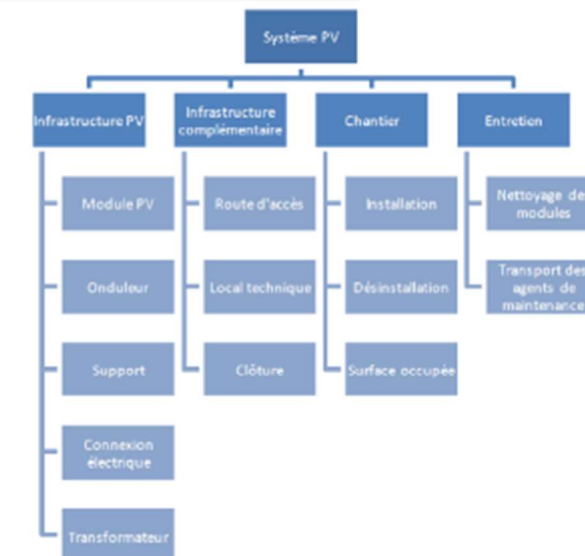 Système PV
Infrastructure PV
Infrastructure
complémentaire
Chantier
Entretien
Module PV
Route d'accès
Installation
Nettoyage de
modules
Onduleur
Local technique
Désinstallation
Transport des
agents de
maintenance
Support
Clôture
Surface occupée
Connexion
électrique
Transformateur